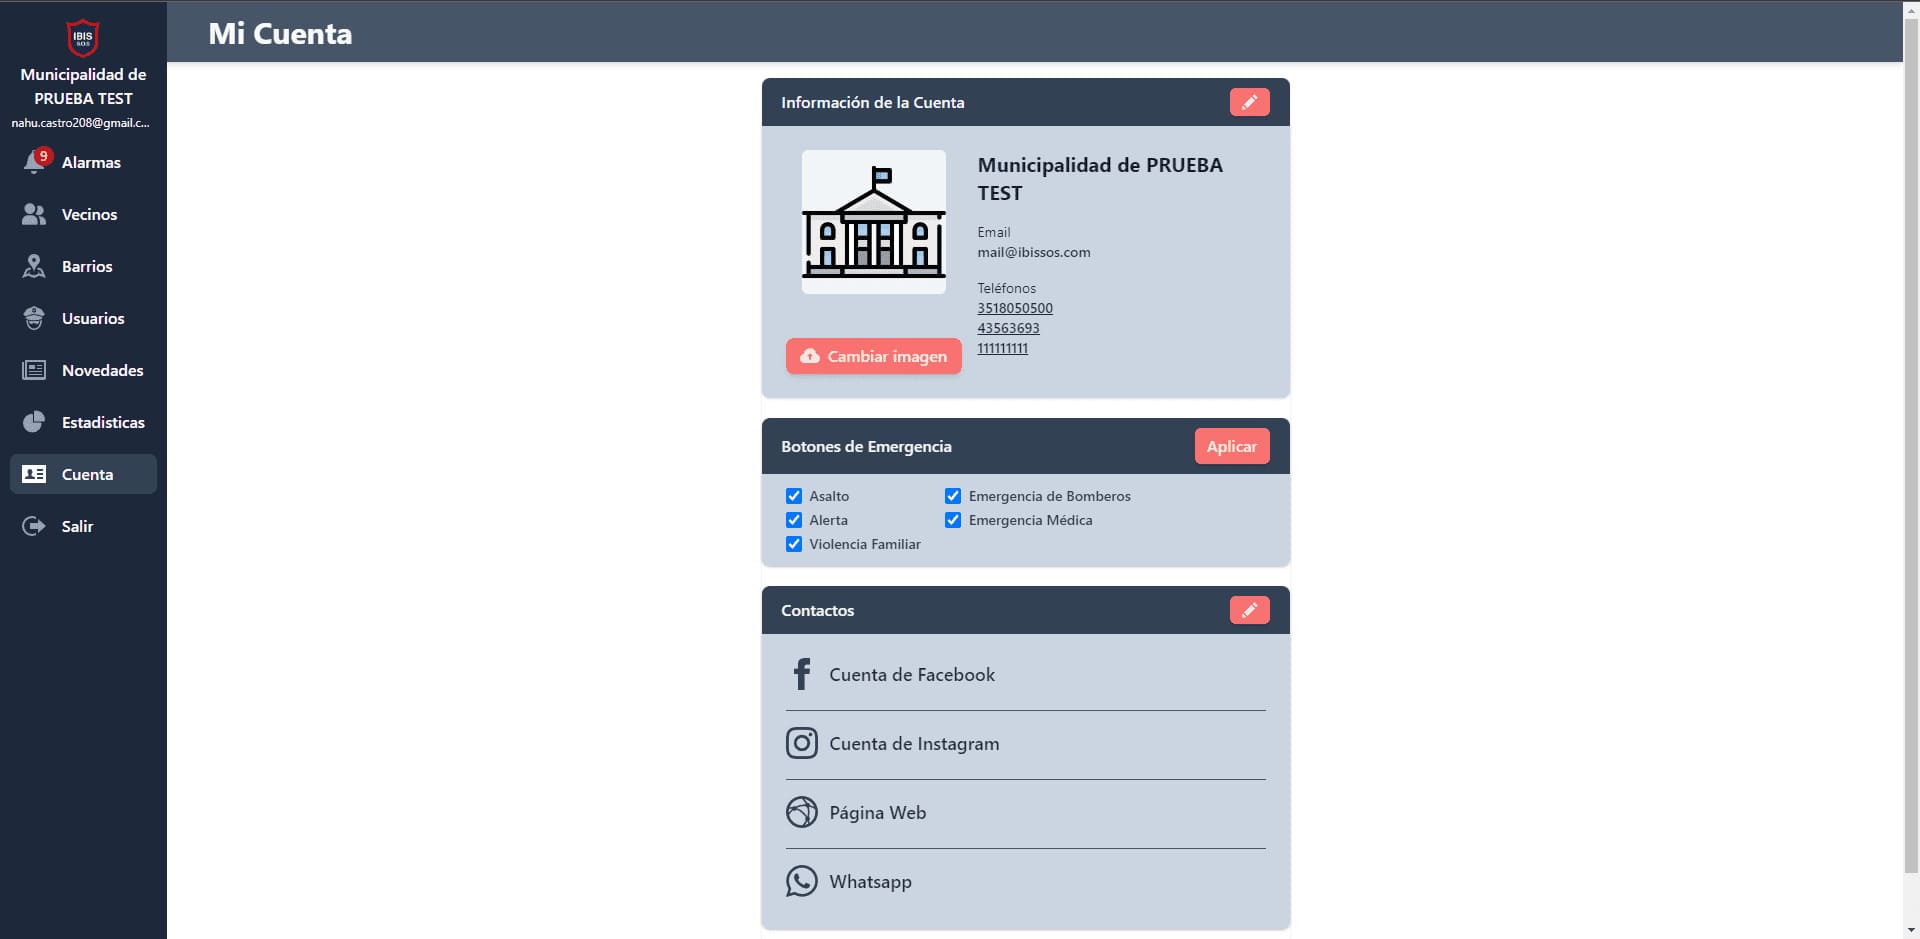 IBIS
SOS
Municipalidad de
PRUEBA TEST
nahu.castro208@gmail.c...
9
Alarmas
Vecinos
Barrios
Usuarios
Novedades
Estadisticas
Cuenta
Salir
Mi Cuenta
Información de la Cuenta
Municipalidad de PRUEBA
TEST
Email
mail@ibissos.com
Teléfonos
3518050500
43563693
111111111
Cambiar imagen
Botones de Emergencia
Aplicar
Asalto
Emergencia de Bomberos
Alerta
Emergencia Médica
Violencia Familiar
Contactos
Cuenta de Facebook
Cuenta de Instagram
Página Web
Whatsapp